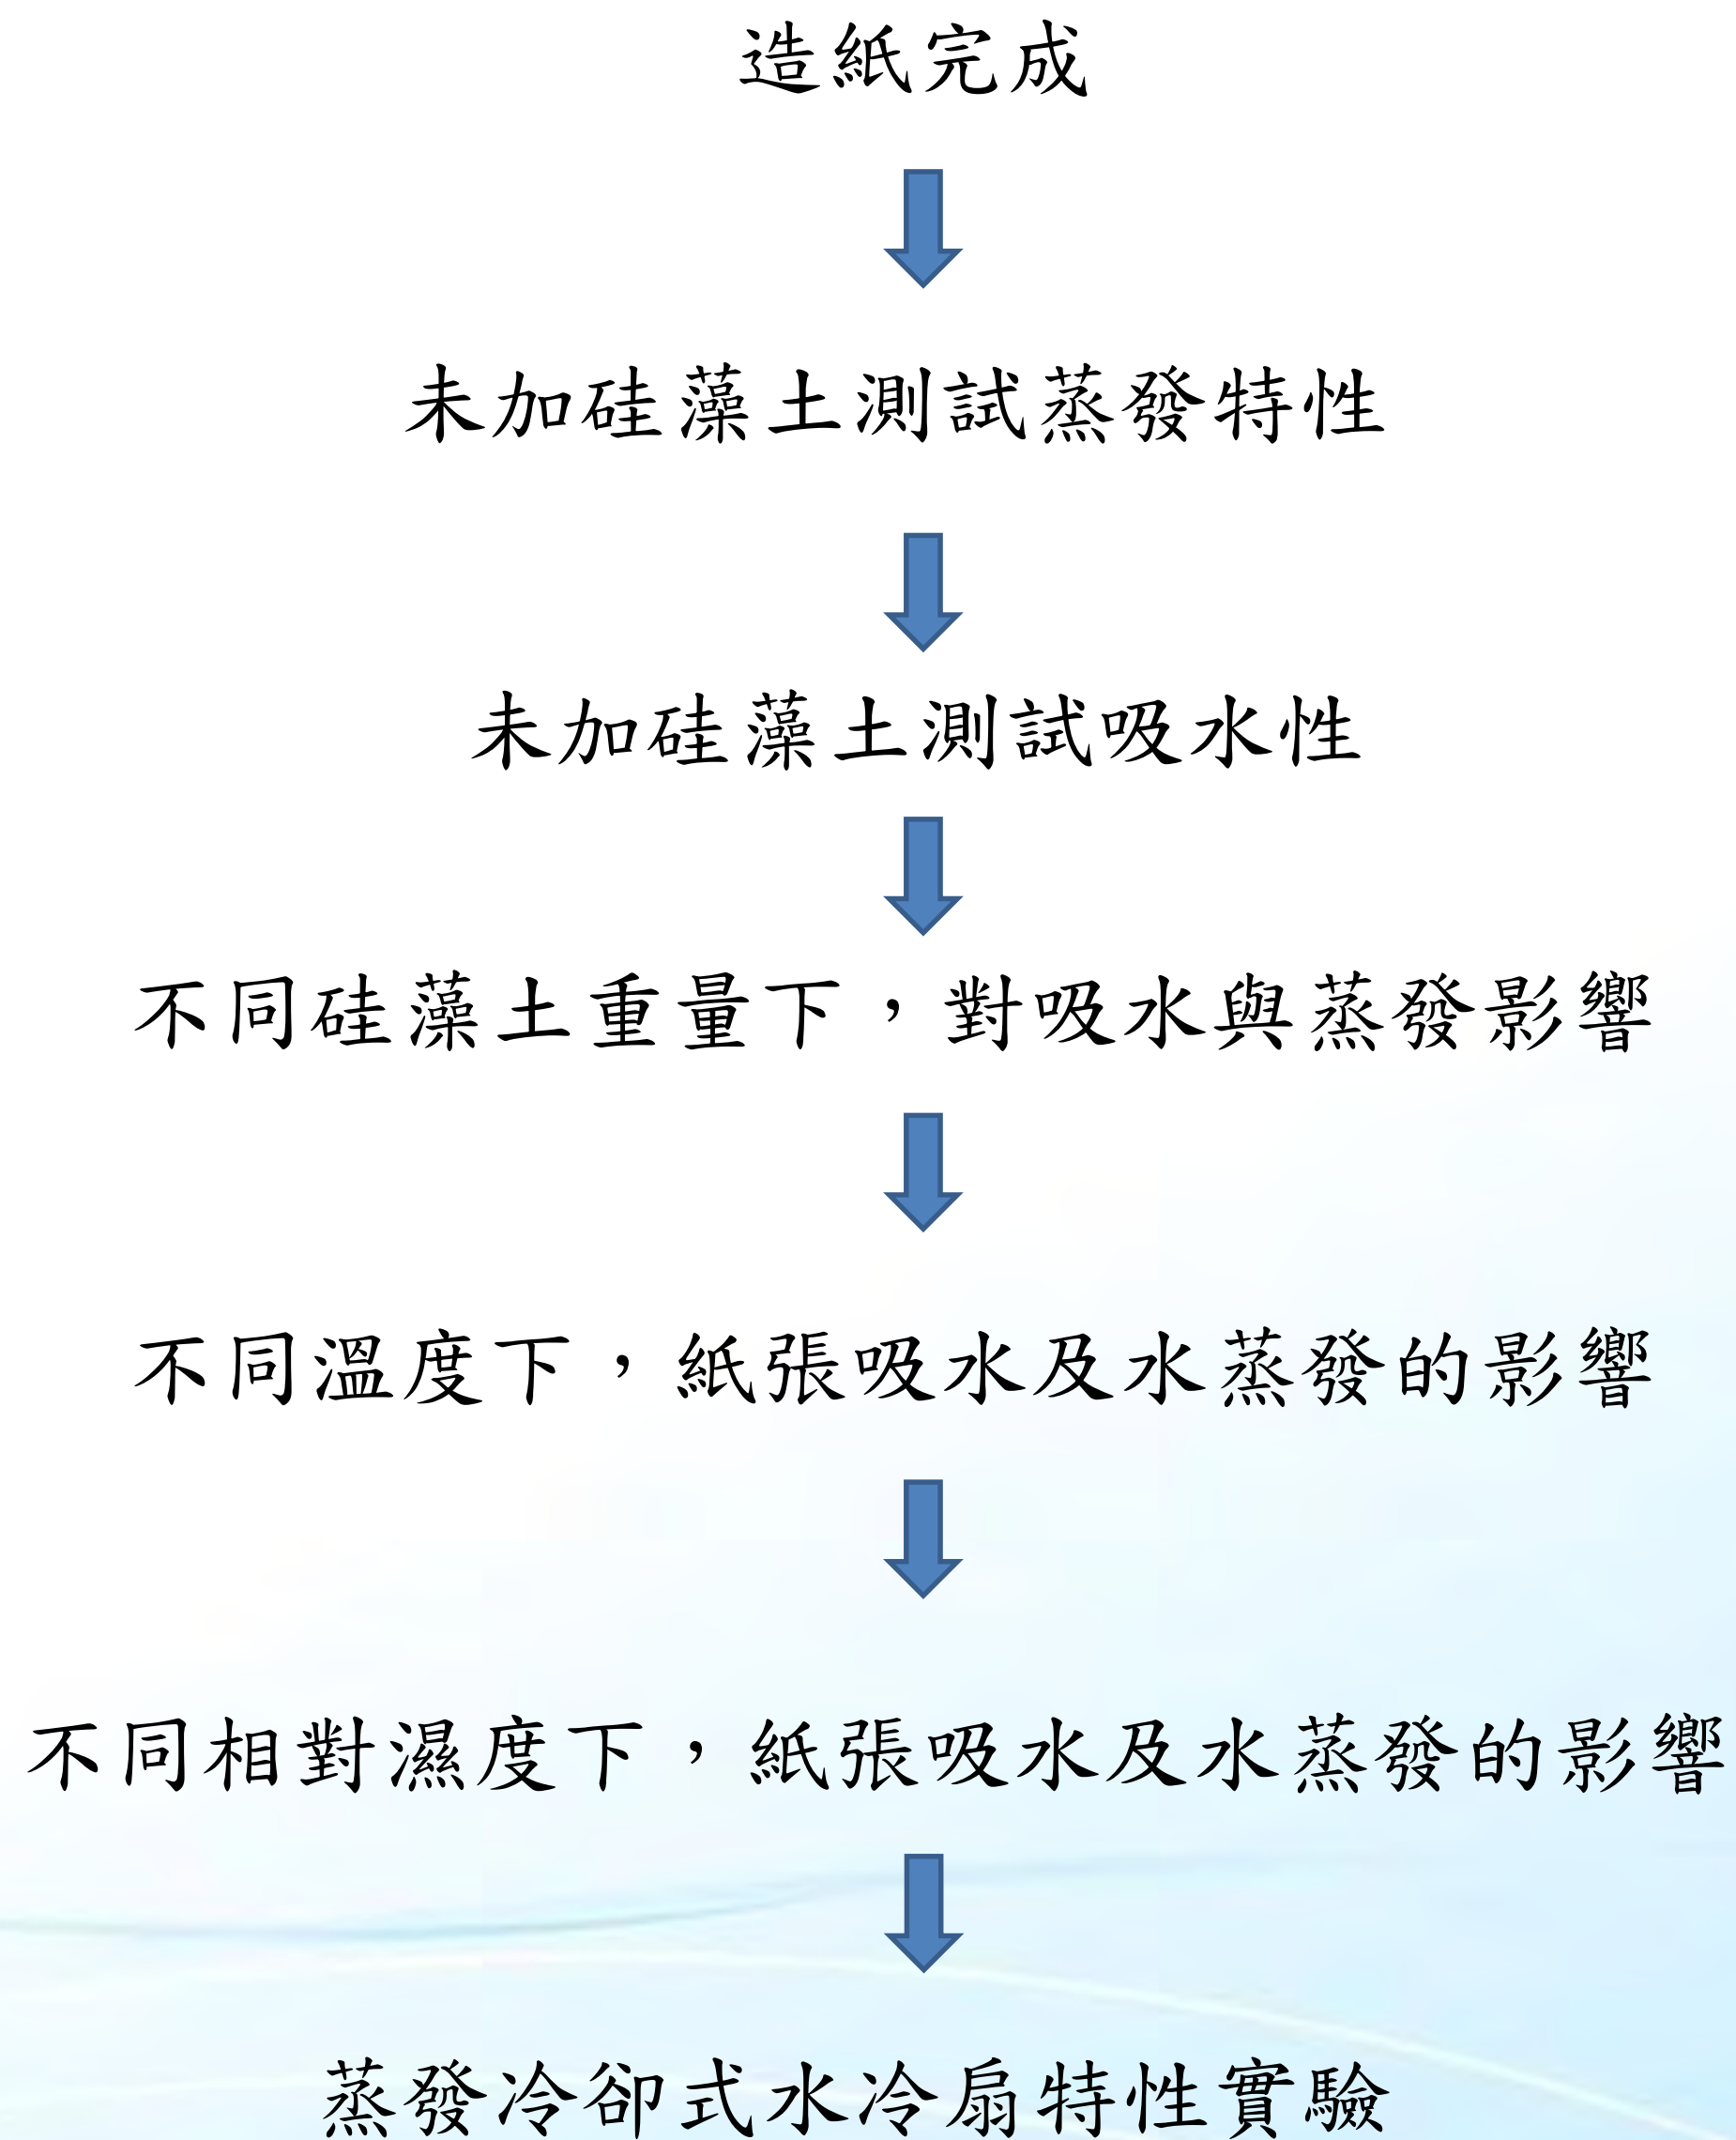 造紙完成
未加硅藻土測試蒸發特性
未加硅藻土測試吸水性
不同硅藻土重量下，對吸水與蒸發影響
不同溫度下，紙張吸水及水蒸發的影響
不同相對濕度下，紙張吸水及水蒸發的影響
蒸發冷卻式水冷扇特性實驗